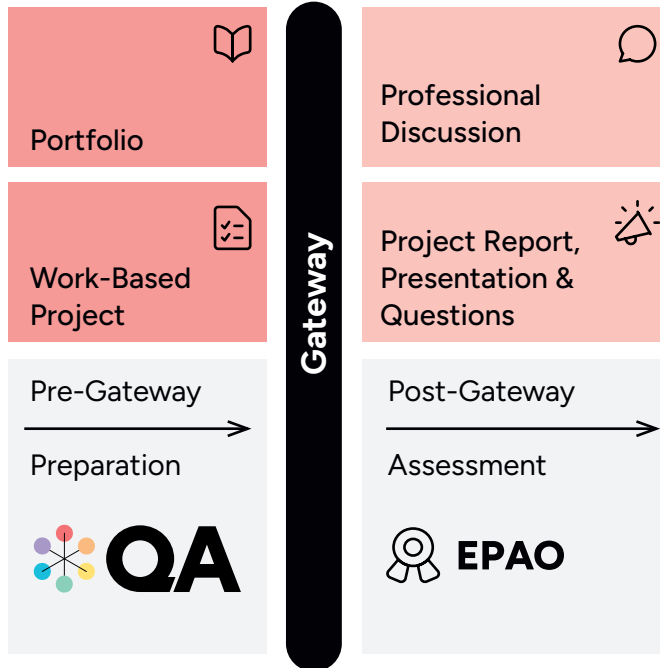 Portfolio
Work-Based
Project
Pre-Gateway
Preparation
QA
Gateway
Professional
Discussion
Project Report,
Presentation &
Questions
Post-Gateway
Assessment
EPAO